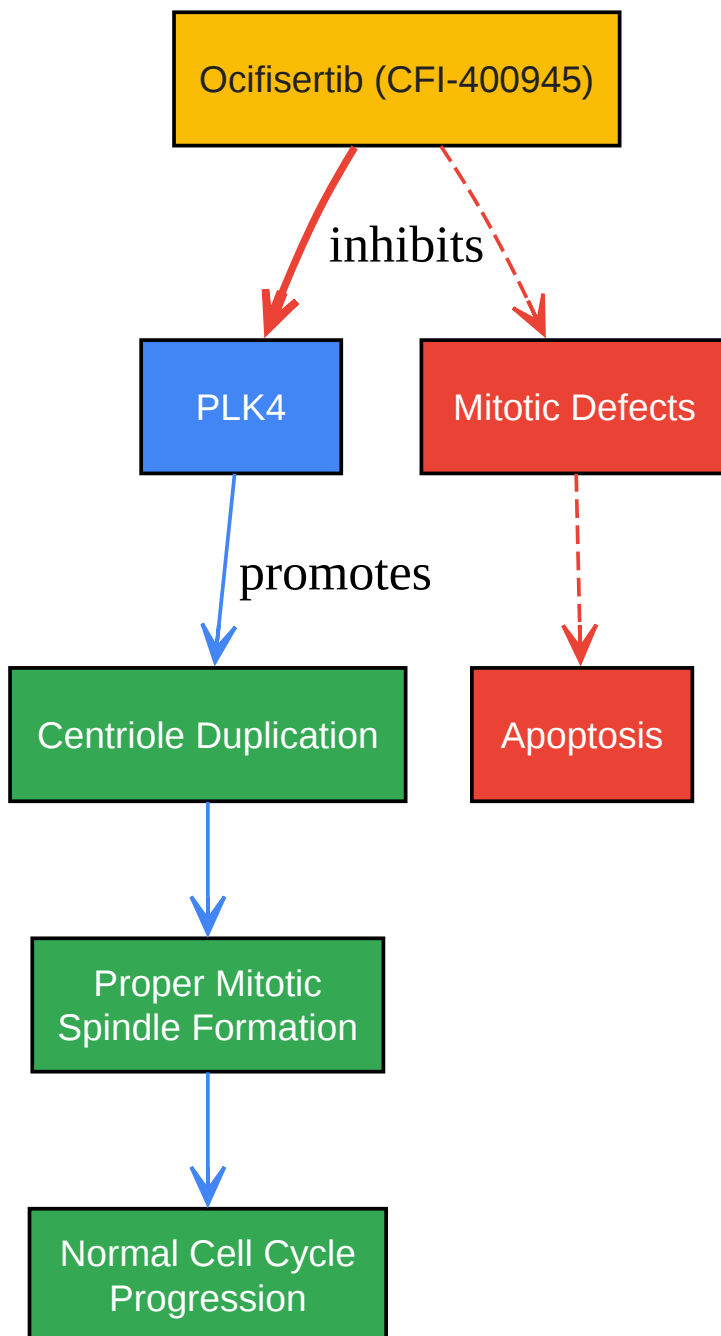 Ocifisertib (CFI-400945)
inhibits
PLK4
Mitotic Defects
promotes
Centriole Duplication
Apoptosis
Proper Mitotic
Spindle Formation
Normal Cell Cycle
Progression